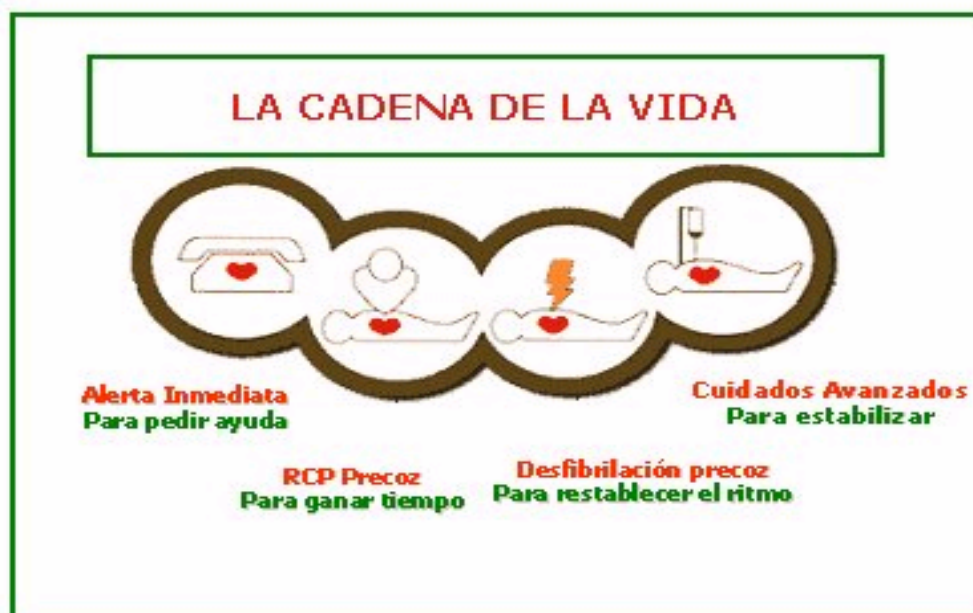 LA CADENA DE LA VIDA
Alerta Inmediata
Para pedir ayuda
RCP Precoz
Para ganar tiempo
Desfibrilación precoz
Para restablecer el ritmo
Cuidados Avanzados
Para estabilizar